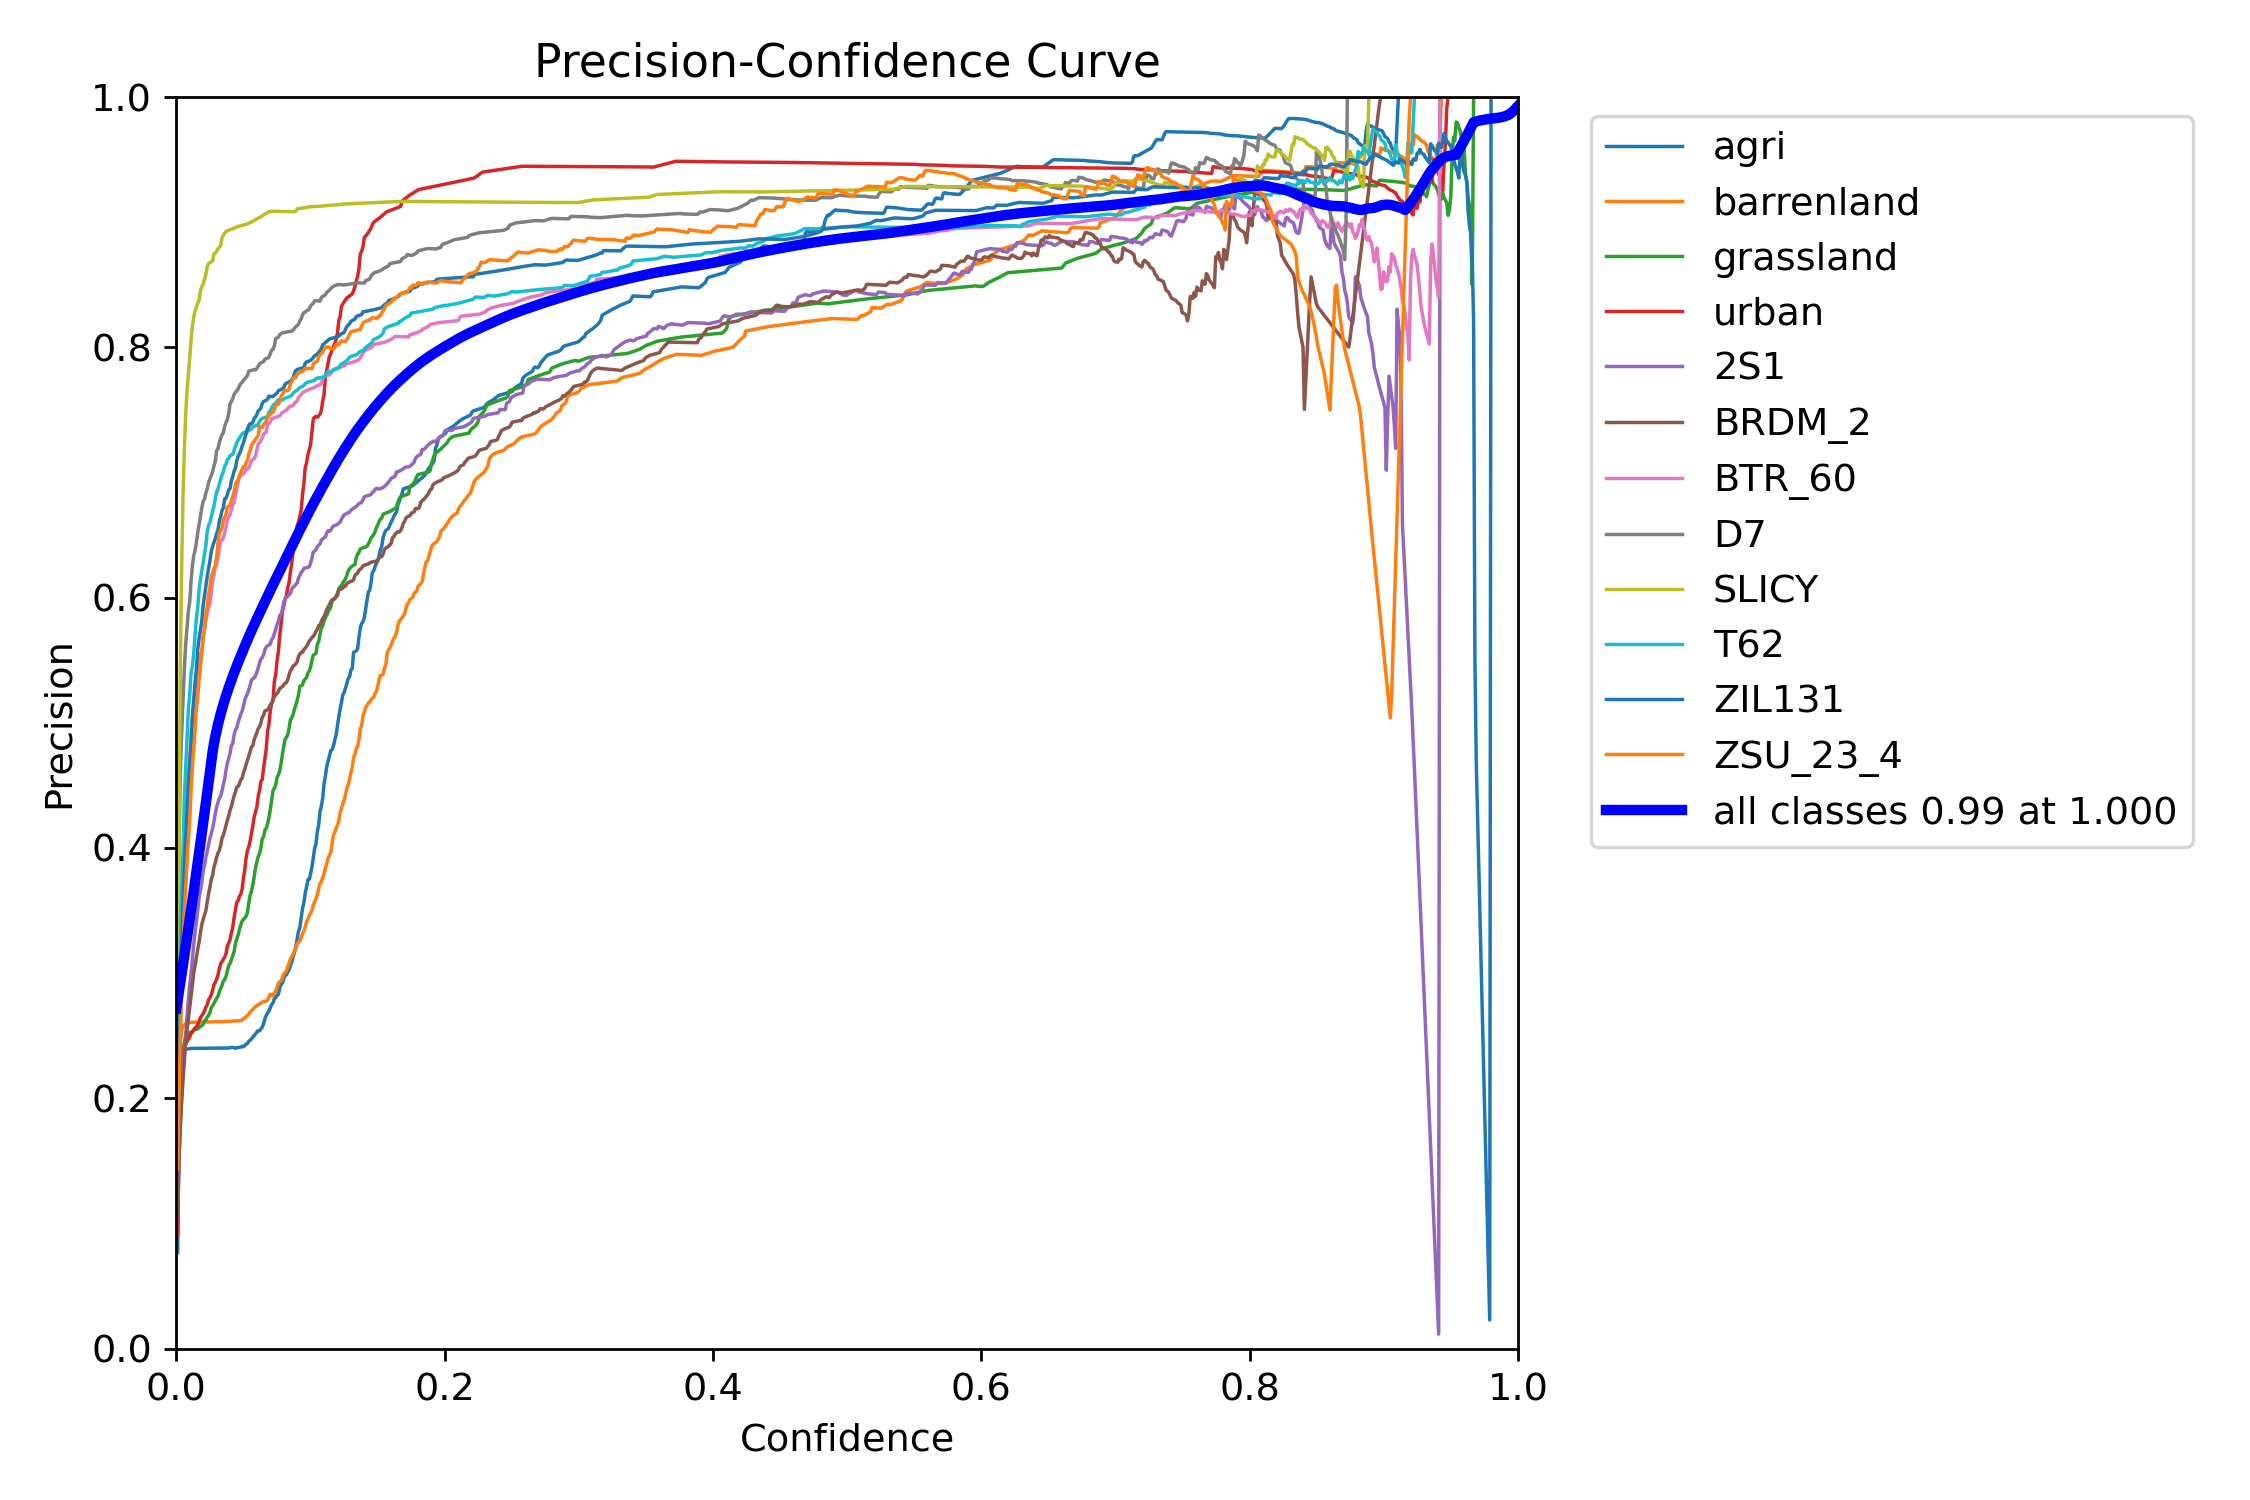 Precision-Confidence Curve
1.0
0.8
0.6
0.4
0.2
0.0
Precision
0.0 0.2 0.4 0.6 0.8 1.0
Confidence
agri
barrenland
grassland
urban
2S1
BRDM_2
BTR_60
D7
SLICY
T62
ZIL131
ZSU_23_4
all classes 0.99 at 1.000